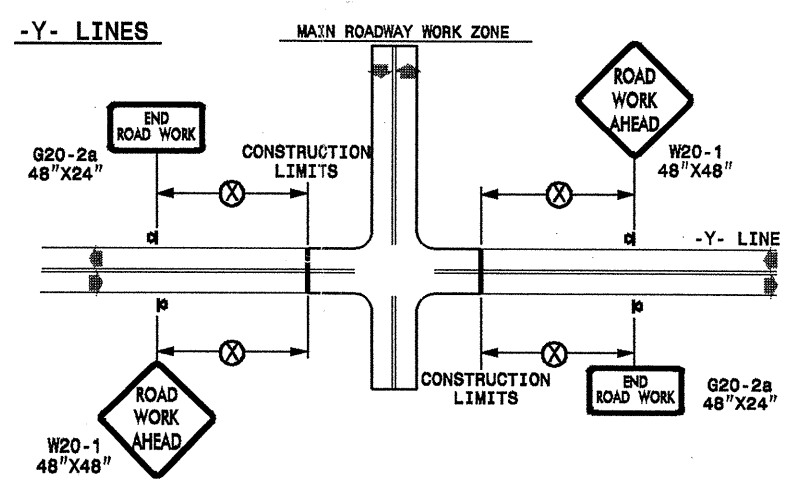 -Y- LINES
MAIN ROADWAY WORK ZONE
END
ROAD WORK
G20-2a
48"X24"
CONSTRUCTION
LIMITS
X
X
ROAD
WORK
AHEAD
W20-1
48"X48"
-Y- LINE
X
X
ROAD
WORK
AHEAD
W20-1
48"X48"
CONSTRUCTION
LIMITS
END
ROAD WORK
G20-2a
48"X24"